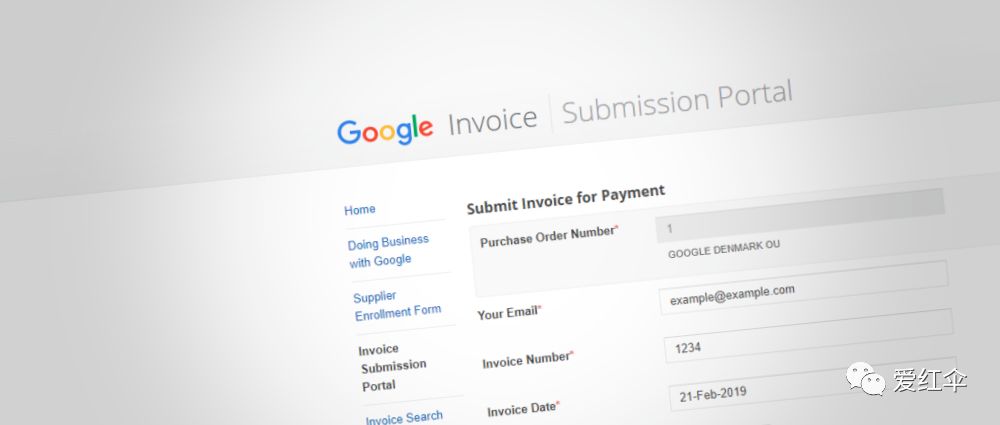 Google Invoice | Submission Portal
Home
Doing Business
with Google
Supplier
Enrollment Form
Invoice
Submission
Portal
Invoice Search
Submit Invoice for Payment
Purchase Order Number*
1
GOOGLE DENMARK OU
Your Email*
example@example.com
Invoice Number*
1234
Invoice Date*
21-Feb-2019
爱红伞